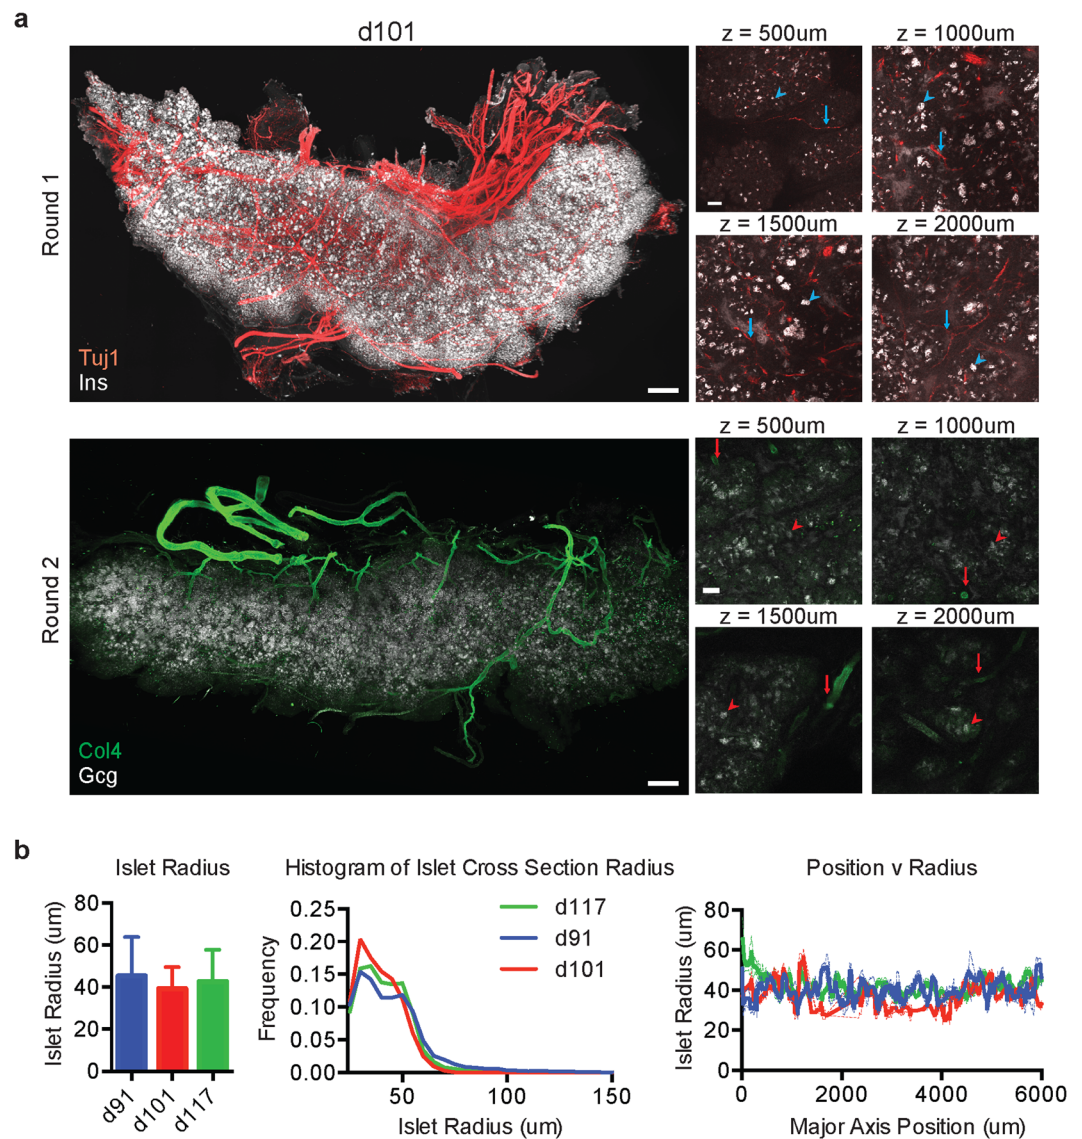 a
d101
z = 500um
z = 1000um
Round 1
Tuj1
Ins
z = 1500um
z = 2000um
Round 2
Col4
Gcg
z = 500um
z = 1000um
z = 1500um
z = 2000um
b
Islet Radius
Islet Radius (um)
80
60
40
20
0
d91
d101
d117
Histogram of Islet Cross Section Radius
Frequency
0.25
0.20
0.15
0.10
0.05
0.00
50
100
150
Islet Radius (um)
d117
d91
d101
Position v Radius
Islet Radius (um)
80
60
40
20
0
0
2000
4000
6000
Major Axis Position (um)